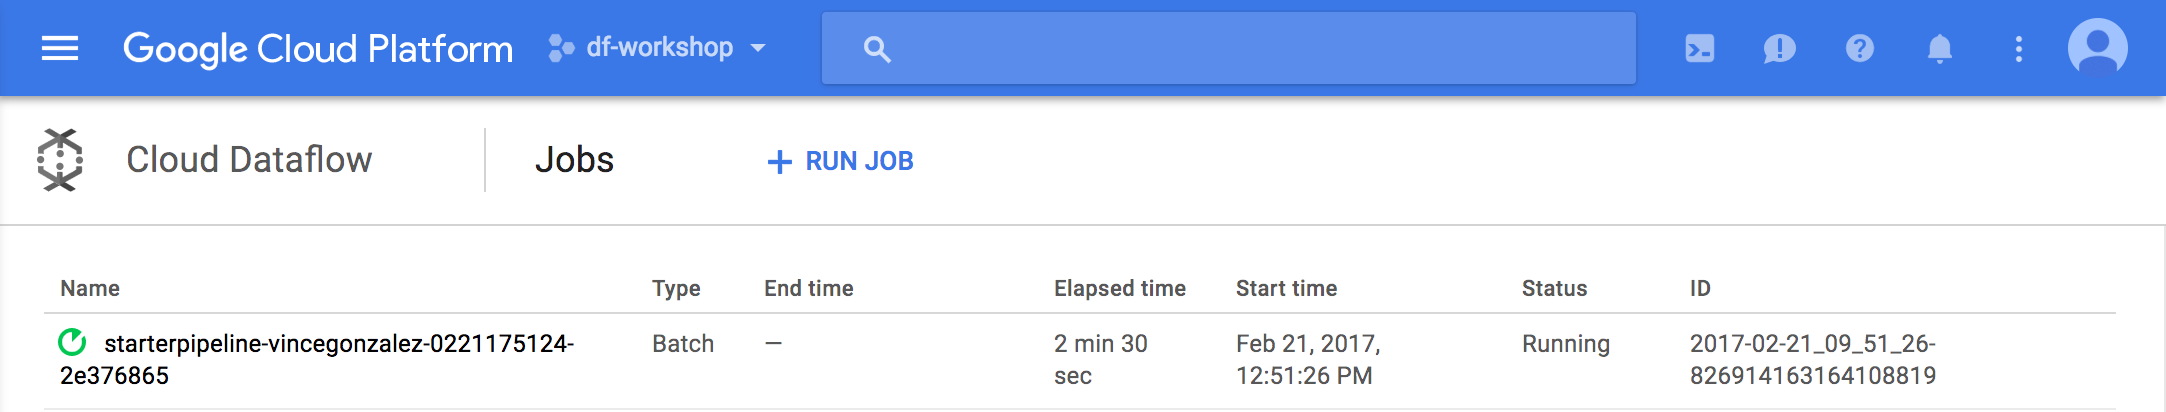 Google Cloud Platform df-workshop
Cloud Dataflow Jobs + RUN JOB
Name Type End time Elapsed time Start time Status ID
starterpipeline-vincegonzalez-0221175124- Batch — 2 min 30 Feb 21, 2017, Running 2017-02-21_09_51_26-
2e376865 sec 12:51:26 PM 826914163164108819